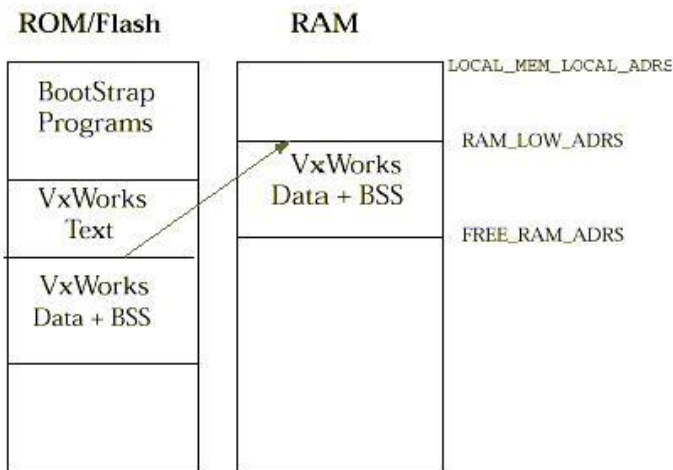 ROM/Flash
RAM
LOCAL_MEM_LOCAL_ADRS
BootStrap
Programs
RAM_LOW_ADRS
VxWorks
Data + BSS
VxWorks
Text
FREE_RAM_ADRS
VxWorks
Data + BSS